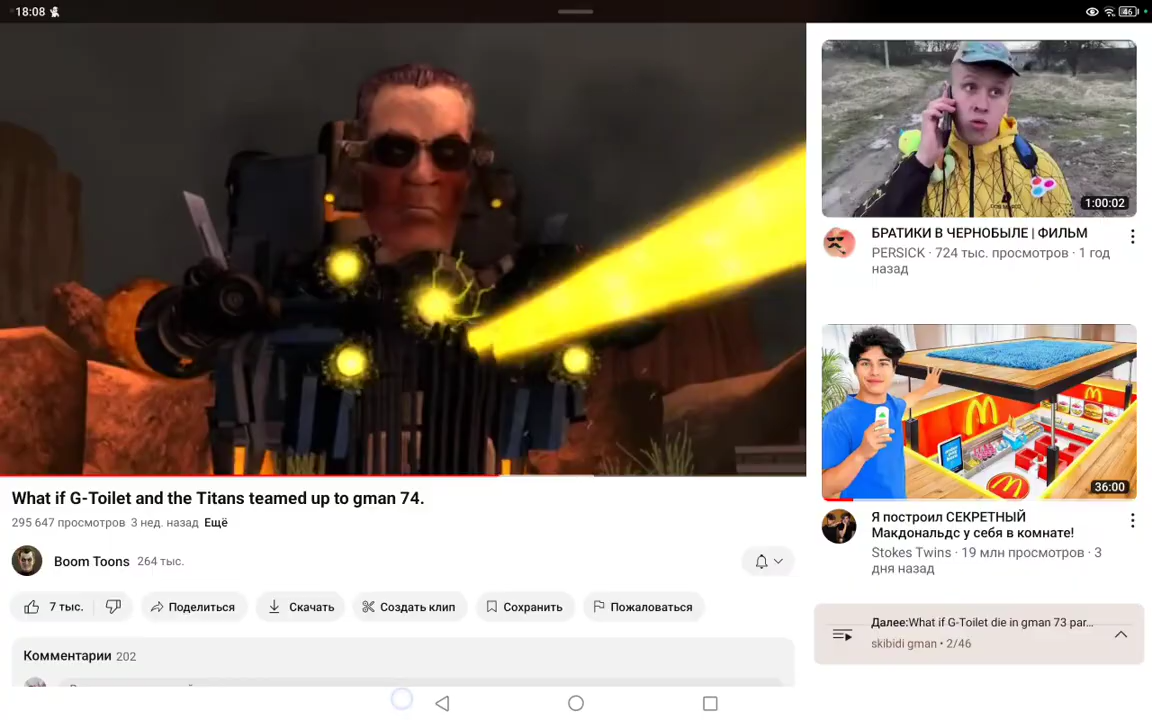 18:08
46
What if G-Toilet and the Titans teamed up to gman 74.
295 647 просмотров 3 нед. назад Ещё
Boom Toons 264 тыс.
7 тыс.
Поделиться
Скачать
Создать клип
Сохранить
Пожаловаться
Комментарии 202
1:00:02
БРАТИКИ В ЧЕРНОБЫЛЕ | ФИЛЬМ
PERSICK · 724 тыс. просмотров · 1 год
назад
36:00
Я построил СЕКРЕТНЫЙ
Макдональдс у себя в комнате!
Stokes Twins · 19 млн просмотров · 3
дня назад
Далее:What if G-Toilet die in gman 73 par...
skibidi gman • 2/46